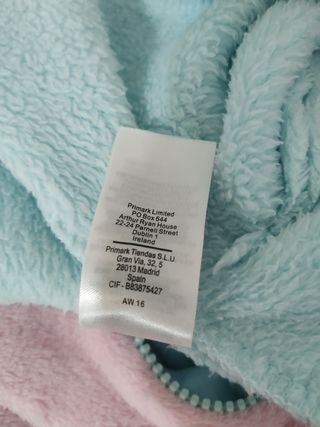 Primark Limited
PO Box 644
Arthur Ryan House
22-24 Parnell Street
Dublin 1
Ireland
Primark Tiendas S.L.U.
Gran Via, 32, 5
28013 Madrid
Spain
CIF - B83875427
AW 16